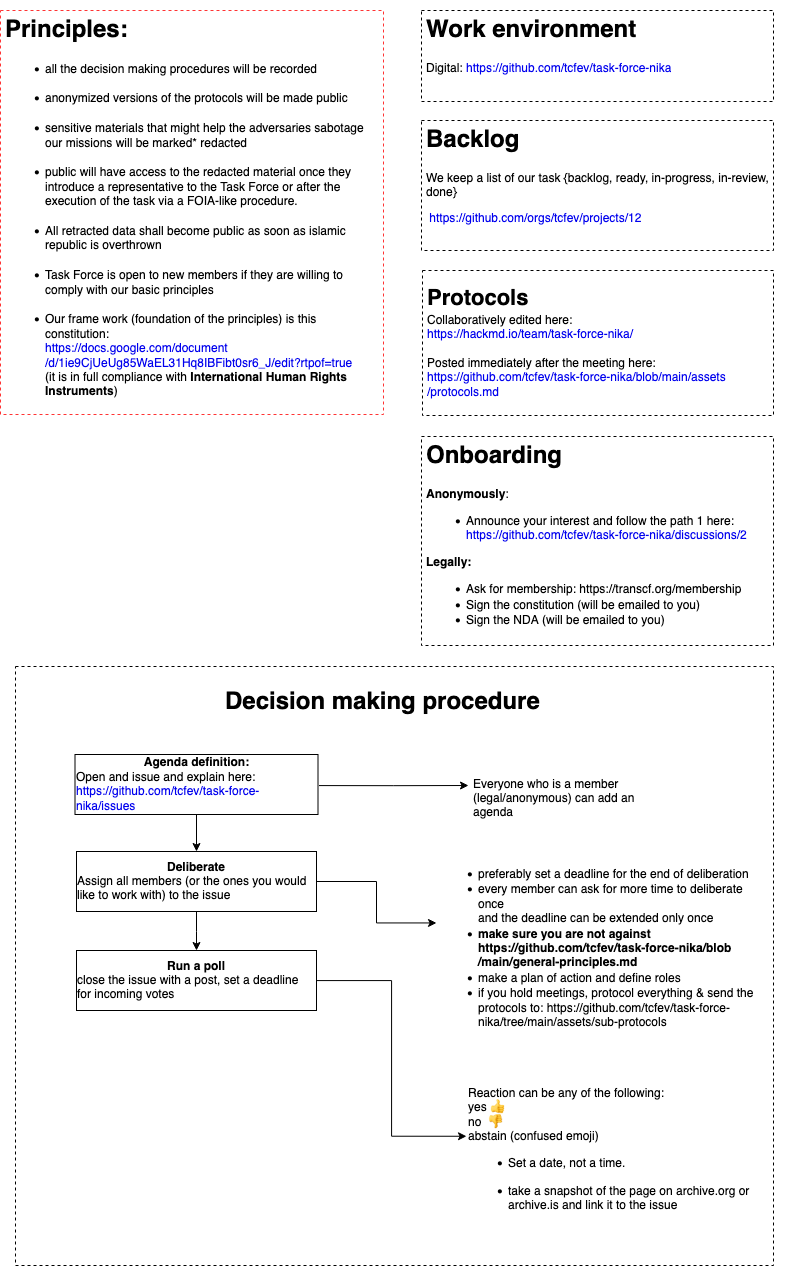 Principles:
all the decision making procedures will be recorded
anonymized versions of the protocols will be made public
sensitive materials that might help the adversaries sabotage
our missions will be marked* redacted
public will have access to the redacted material once they
introduce a representative to the Task Force or after the
execution of the task via a FOIA-like procedure.
All retracted data shall become public as soon as islamic
republic is overthrown
Task Force is open to new members if they are willing to
comply with our basic principles
Our frame work (foundation of the principles) is this
constitution:
https://docs.google.com/document
/d/1ie9CjUeUg85WaEL31Hq8IBFibt0sr6_J/edit?rtpof=true
(it is in full compliance with International Human Rights
Instruments)
Work environment
Digital: https://github.com/tcfev/task-force-nika
Backlog
We keep a list of our task {backlog, ready, in-progress, in-review,
done}
https://github.com/orgs/tcfev/projects/12
Protocols
Collaboratively edited here:
https://hackmd.io/team/task-force-nika/
Posted immediately after the meeting here:
https://github.com/tcfev/task-force-nika/blob/main/assets
/protocols.md
Onboarding
Anonymously:
Announce your interest and follow the path 1 here:
https://github.com/tcfev/task-force-nika/discussions/2
Legally:
Ask for membership: https://transcf.org/membership
Sign the constitution (will be emailed to you)
Sign the NDA (will be emailed to you)
Decision making procedure
Agenda definition:
Open and issue and explain here:
https://github.com/tcfev/task-force-
nika/issues
Everyone who is a member
(legal/anonymous) can add an
agenda
Deliberate
Assign all members (or the ones you would
like to work with) to the issue
preferably set a deadline for the end of deliberation
every member can ask for more time to deliberate
once
and the deadline can be extended only once
make sure you are not against
https://github.com/tcfev/task-force-nika/blob
/main/general-principles.md
make a plan of action and define roles
if you hold meetings, protocol everything & send the
protocols to: https://github.com/tcfev/task-force-
nika/tree/main/assets/sub-protocols
Run a poll
close the issue with a post, set a deadline
for incoming votes
Reaction can be any of the following:
yes 👍
no 👎
abstain (confused emoji)
Set a date, not a time.
take a snapshot of the page on archive.org or
archive.is and link it to the issue